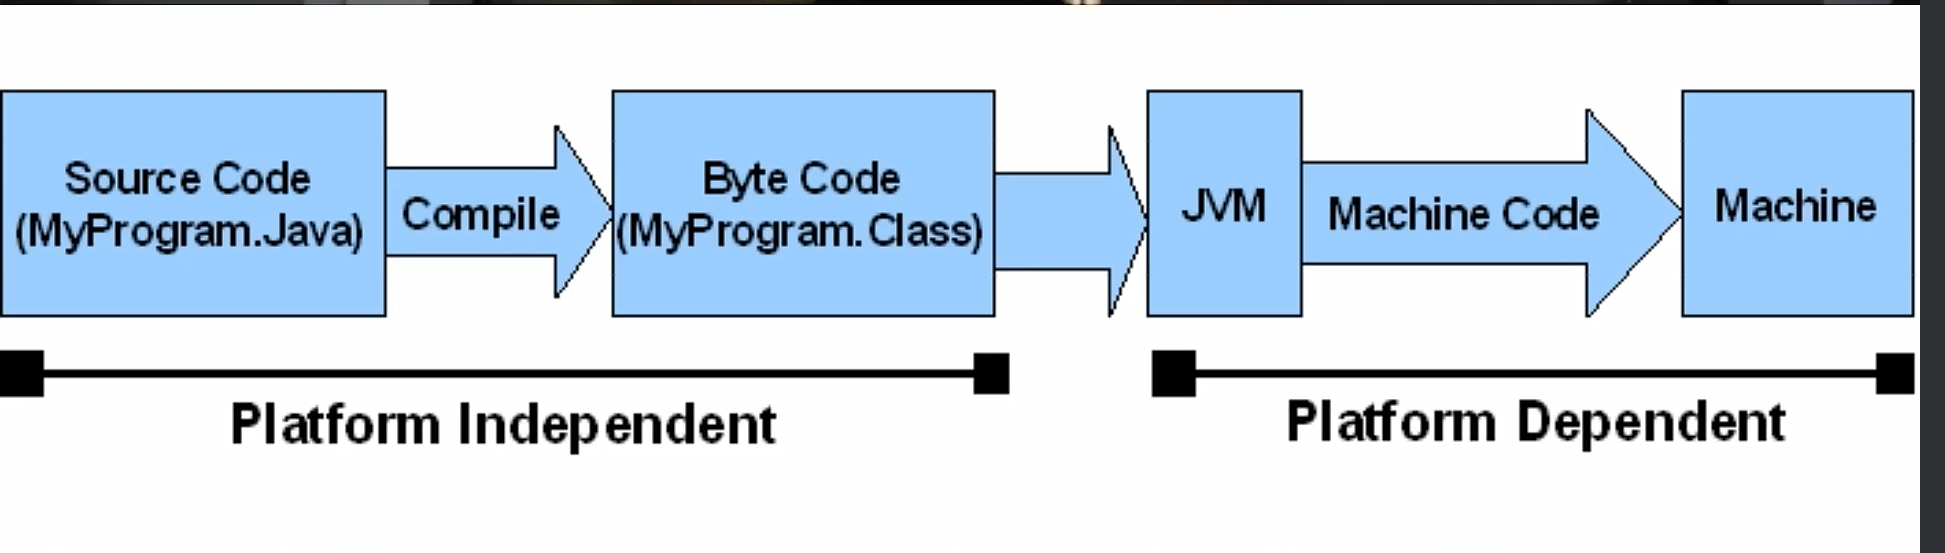 Source Code
(MyProgram.Java)
Compile
Byte Code
(MyProgram.Class)
JVM
Machine Code
Machine
Platform Independent
Platform Dependent